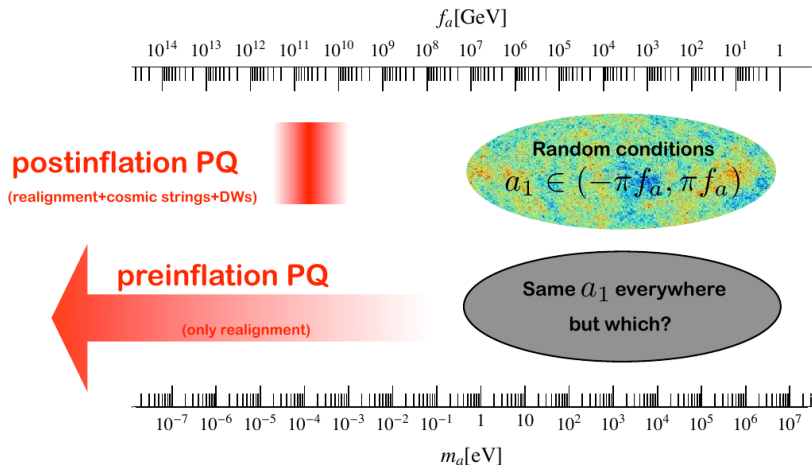 f_a[GeV]
10^14 10^13 10^12 10^11 10^10 10^9 10^8 10^7 10^6 10^5 10^4 10^3 10^2 10^1 1
postinflation PQ
(realignment+cosmic strings+DWs)
Random conditions
a_1 ∈ (−πf_a, πf_a)
preinflation PQ
(only realignment)
Same a_1 everywhere
but which?
10^−7 10^−6 10^−5 10^−4 10^−3 10^−2 10^−1 1 10 10^2 10^3 10^4 10^5 10^6 10^7
m_a[eV]